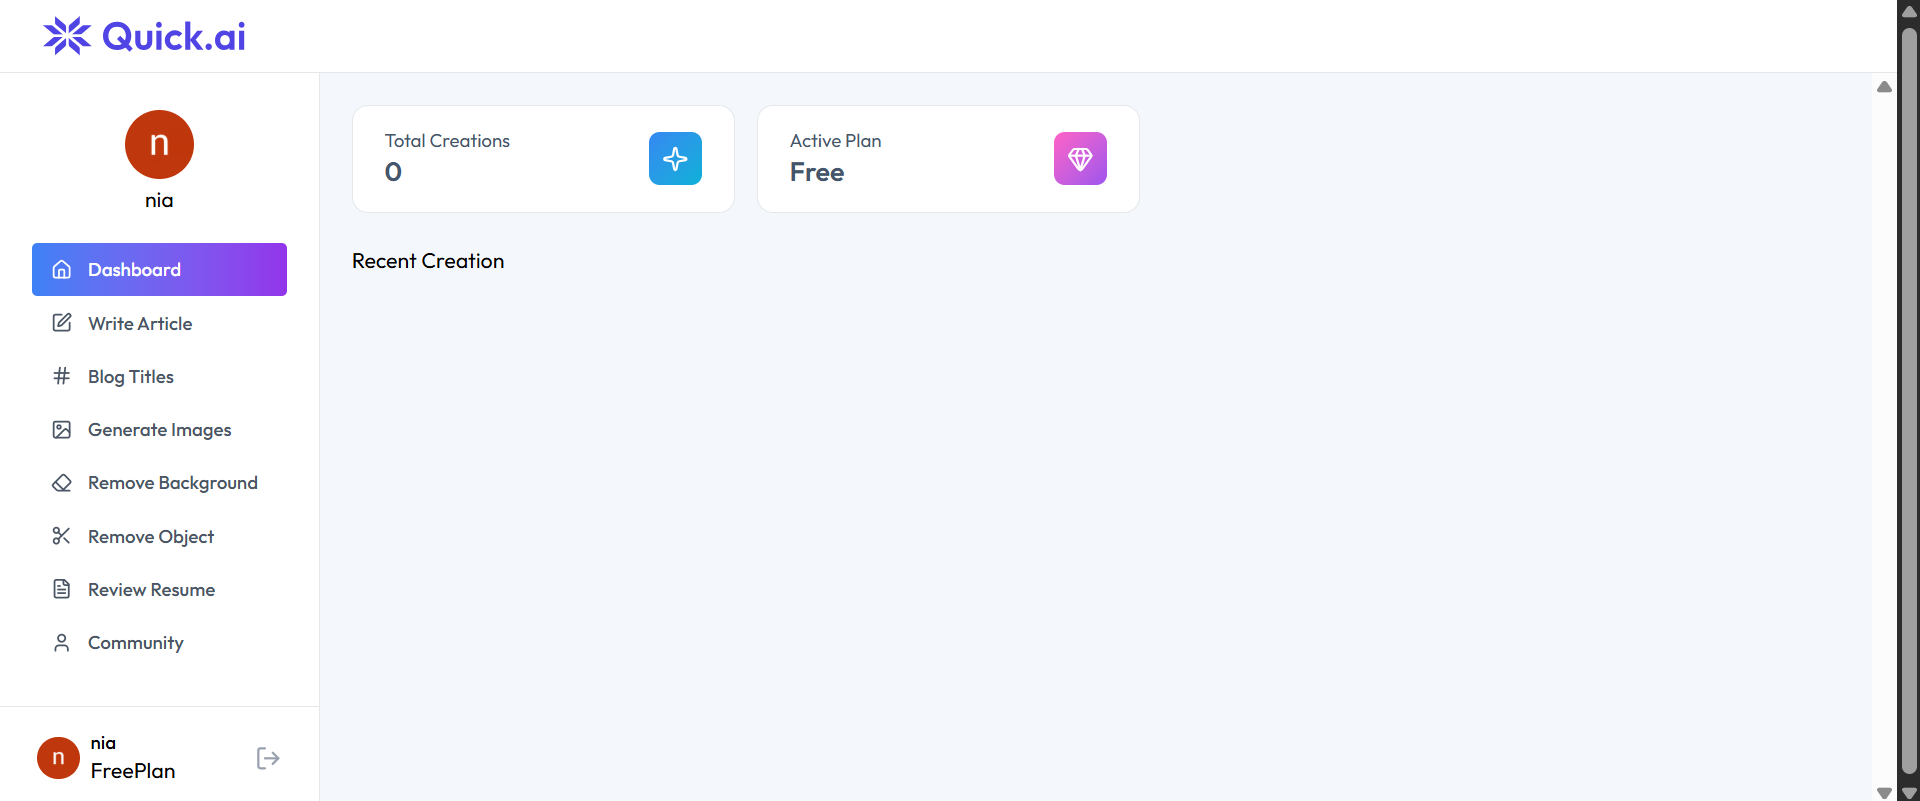 Quick.ai
n
nia
Dashboard
Write Article
Blog Titles
Generate Images
Remove Background
Remove Object
Review Resume
Community
n
nia
FreePlan
Total Creations
0
Active Plan
Free
Recent Creation